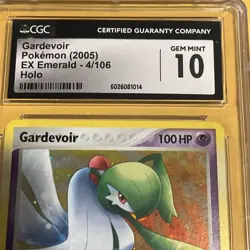 CGC CERTIFIED GUARANTY COMPANY
Gardevoir
Pokémon (2005)
EX Emerald - 4/106
Holo
GEM MINT
10
6026081014
Gardevoir 100 HP